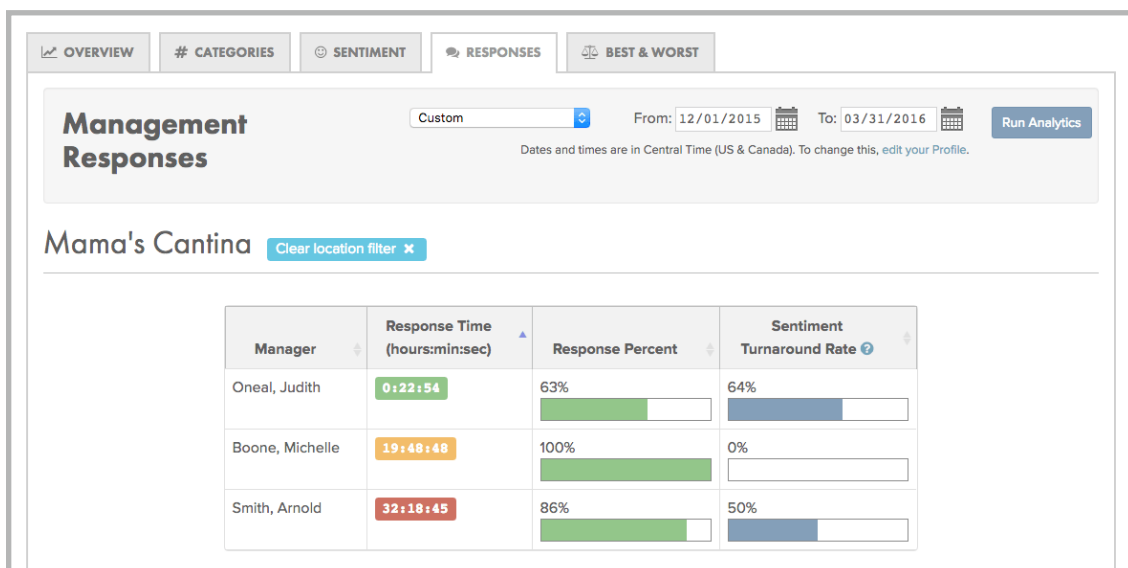 OVERVIEW
# CATEGORIES
SENTIMENT
RESPONSES
BEST & WORST
Management
Responses
Custom
From: 12/01/2015
To: 03/31/2016
Run Analytics
Dates and times are in Central Time (US & Canada). To change this, edit your Profile.
Mama's Cantina
Clear location filter ×
Manager
Response Time
(hours:min:sec)
Response Percent
Sentiment
Turnaround Rate ?
Oneal, Judith 0:22:54 63% 64%
Boone, Michelle 19:48:48 100% 0%
Smith, Arnold 32:18:45 86% 50%